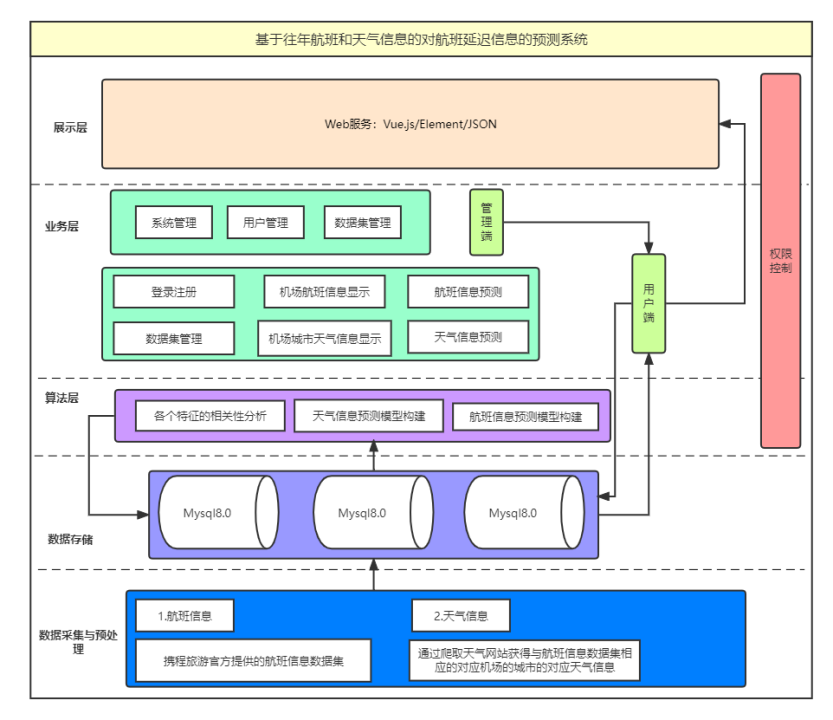 基于往年航班和天气信息的对航班延迟信息的预测系统
展示层
Web服务：Vue.js/Element/JSON
权限
控制
业务层
系统管理
用户管理
数据集管理
管
理
端
用
户
端
登录注册
机场航班信息显示
航班信息预测
数据集管理
机场城市天气信息显示
天气信息预测
算法层
各个特征的相关性分析
天气信息预测模型构建
航班信息预测模型构建
数据存储
Mysql8.0
Mysql8.0
Mysql8.0
数据采集与预处
理
1.航班信息
2.天气信息
携程旅游官方提供的航班信息数据集
通过爬取天气网站获得与航班信息数据集相
应的对应机场的城市的对应天气信息